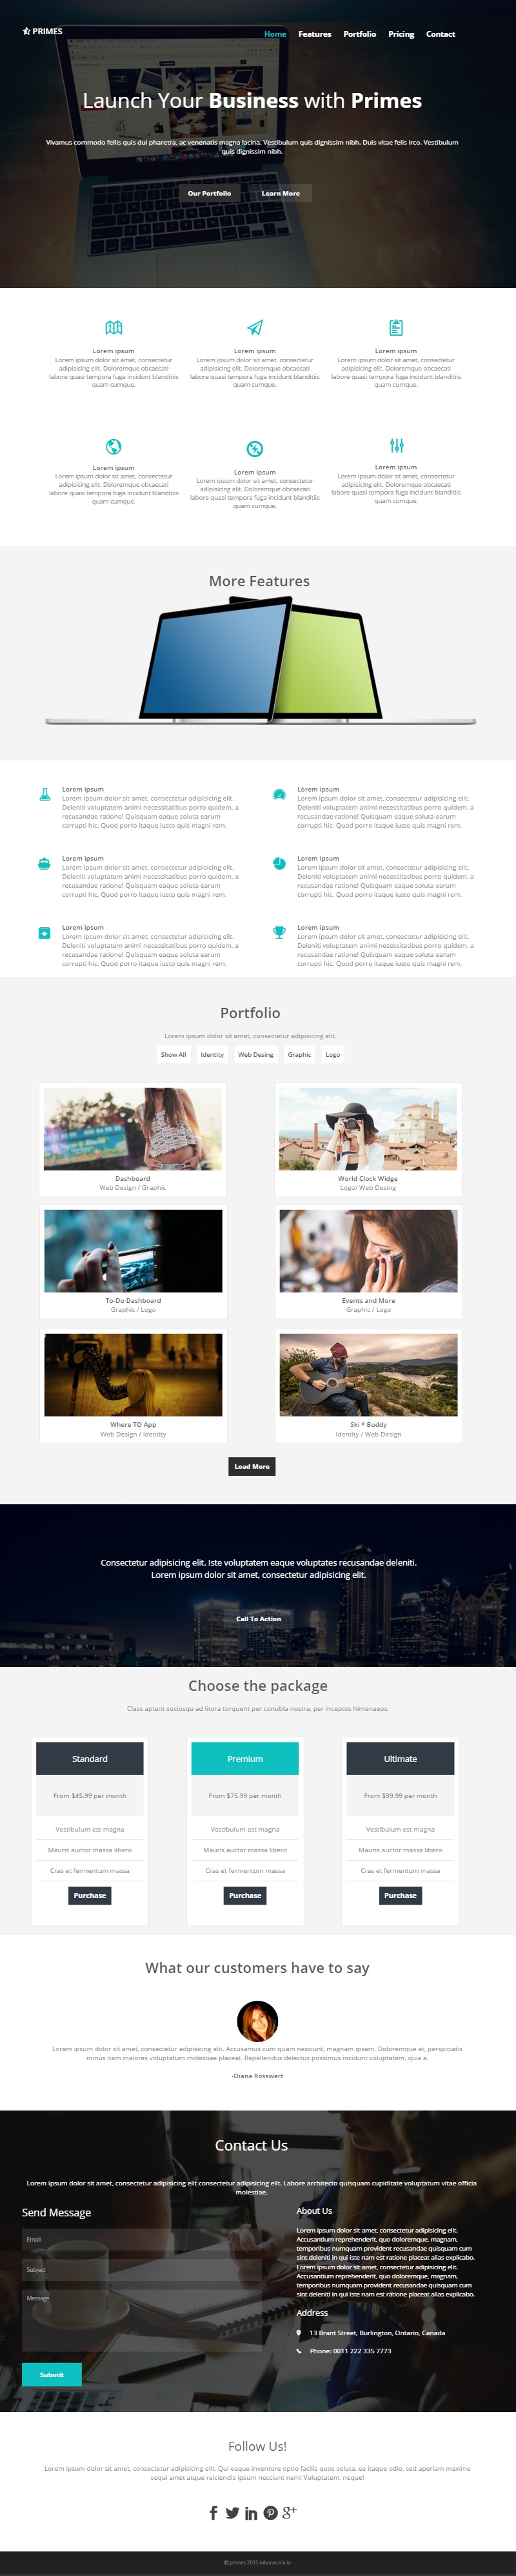 PRIMES
Home Features Portfolio Pricing Contact
Launch Your Business with Primes
Vivamus commodo fellis quis dui pharetra, ac venenatis magna lacina. Vestibulum quis dignissim nibh. Duis vitae felis irco. Vestibulum
quis dignissim nibh.
Our Portfolio
Learn More
Lorem ipsum
Lorem ipsum dolor sit amet, consectetur
adipisicing elit. Doloremque obcaecati
labore quasi tempora fuga incidunt blanditiis
quam cumque.
Lorem ipsum
Lorem ipsum dolor sit amet, consectetur
adipisicing elit. Doloremque obcaecati
labore quasi tempora fuga incidunt blanditiis
quam cumque.
Lorem ipsum
Lorem ipsum dolor sit amet, consectetur
adipisicing elit. Doloremque obcaecati
labore quasi tempora fuga incidunt blanditiis
quam cumque.
Lorem ipsum
Lorem ipsum dolor sit amet, consectetur
adipisicing elit. Doloremque obcaecati
labore quasi tempora fuga incidunt blanditiis
quam cumque.
Lorem ipsum
Lorem ipsum dolor sit amet, consectetur
adipisicing elit. Doloremque obcaecati
labore quasi tempora fuga incidunt blanditiis
quam cumque.
Lorem ipsum
Lorem ipsum dolor sit amet, consectetur
adipisicing elit. Doloremque obcaecati
labore quasi tempora fuga incidunt blanditiis
quam cumque.
More Features
Lorem ipsum
Lorem ipsum dolor sit amet, consectetur adipisicing elit.
Deleniti voluptatem animi necessitatibus porro quidem, a
recusandae ratione! Quisquam eaque soluta earum
corrupti hic. Quod porro itaque iusto quis magni rem.
Lorem ipsum
Lorem ipsum dolor sit amet, consectetur adipisicing elit.
Deleniti voluptatem animi necessitatibus porro quidem, a
recusandae ratione! Quisquam eaque soluta earum
corrupti hic. Quod porro itaque iusto quis magni rem.
Lorem ipsum
Lorem ipsum dolor sit amet, consectetur adipisicing elit.
Deleniti voluptatem animi necessitatibus porro quidem, a
recusandae ratione! Quisquam eaque soluta earum
corrupti hic. Quod porro itaque iusto quis magni rem.
Lorem ipsum
Lorem ipsum dolor sit amet, consectetur adipisicing elit.
Deleniti voluptatem animi necessitatibus porro quidem, a
recusandae ratione! Quisquam eaque soluta earum
corrupti hic. Quod porro itaque iusto quis magni rem.
Lorem ipsum
Lorem ipsum dolor sit amet, consectetur adipisicing elit.
Deleniti voluptatem animi necessitatibus porro quidem, a
recusandae ratione! Quisquam eaque soluta earum
corrupti hic. Quod porro itaque iusto quis magni rem.
Lorem ipsum
Lorem ipsum dolor sit amet, consectetur adipisicing elit.
Deleniti voluptatem animi necessitatibus porro quidem, a
recusandae ratione! Quisquam eaque soluta earum
corrupti hic. Quod porro itaque iusto quis magni rem.
Portfolio
Lorem ipsum dolor sit amet, consectetur adipisicing elit.
Show All Identity Web Desing Graphic Logo
Dashboard
Web Design / Graphic
World Clock Widge
Logo/ Web Desing
To-Do Dashboard
Graphic / Logo
Events and More
Graphic / Logo
Where TO App
Web Design / Identity
Ski * Buddy
Identity / Web Design
Load More
Consectetur adipisicing elit. Iste voluptatem eaque voluptates recusandae deleniti.
Lorem ipsum dolor sit amet, consectetur adipisicing elit.
Call To Action
Choose the package
Class aptent sociosqu ad litora torquent per conubla nostra, per inceptos himenaeos.
Standard
From $45.99 per month
Vestibulum est magna
Mauris auctor massa libero
Cras et fermentum massa
Purchase
Premium
From $75.99 per month
Vestibulum est magna
Mauris auctor massa libero
Cras et fermentum massa
Purchase
Ultimate
From $99.99 per month
Vestibulum est magna
Mauris auctor massa libero
Cras et fermentum massa
Purchase
What our customers have to say
Lorem ipsum dolor sit amet, consectetur adipisicing elit. Accusamus cum quam nesciunt, magnam ipsam. Doloremque et, perspiciatis
minus nam maiores voluptatum molestiae placeat. Repellendus delectus possimus incidunt voluptatem, quia a.
-Diana Rosswert
Contact Us
Lorem ipsum dolor sit amet, consectetur adipisicing elit consectetur adipisicing elit. Labore architecto quisquam cupiditate voluptatum vitae officia
molestiae.
Send Message
Email
Subject
Message
Submit
About Us
Lorem ipsum dolor sit amet, consectetur adipisicing elit.
Accusantium reprehenderit, quo doloremque, magnam,
temporibus numquam provident recusandae quisquam cum
sint deleniti in qui iste nam est ratione placeat alias explicabo.
Lorem ipsum dolor sit amet, consectetur adipisicing elit.
Accusantium reprehenderit, quo doloremque, magnam,
temporibus numquam provident recusandae quisquam cum
sint deleniti in qui iste nam est ratione placeat alias explicabo.
Address
13 Brant Street, Burlington, Ontario, Canada
Phone: 0011 222 335 7773
Follow Us!
Lorem ipsum dolor sit amet, consectetur adipisicing elit. Qui eaque inventore optio facilis quos soluta, ea itaque odio, sed aperiam maxime
sequi amet atque reiciendis ipsum nesciunt nam! Voluptatem, neque!
© primes 2015 laboratoria.la